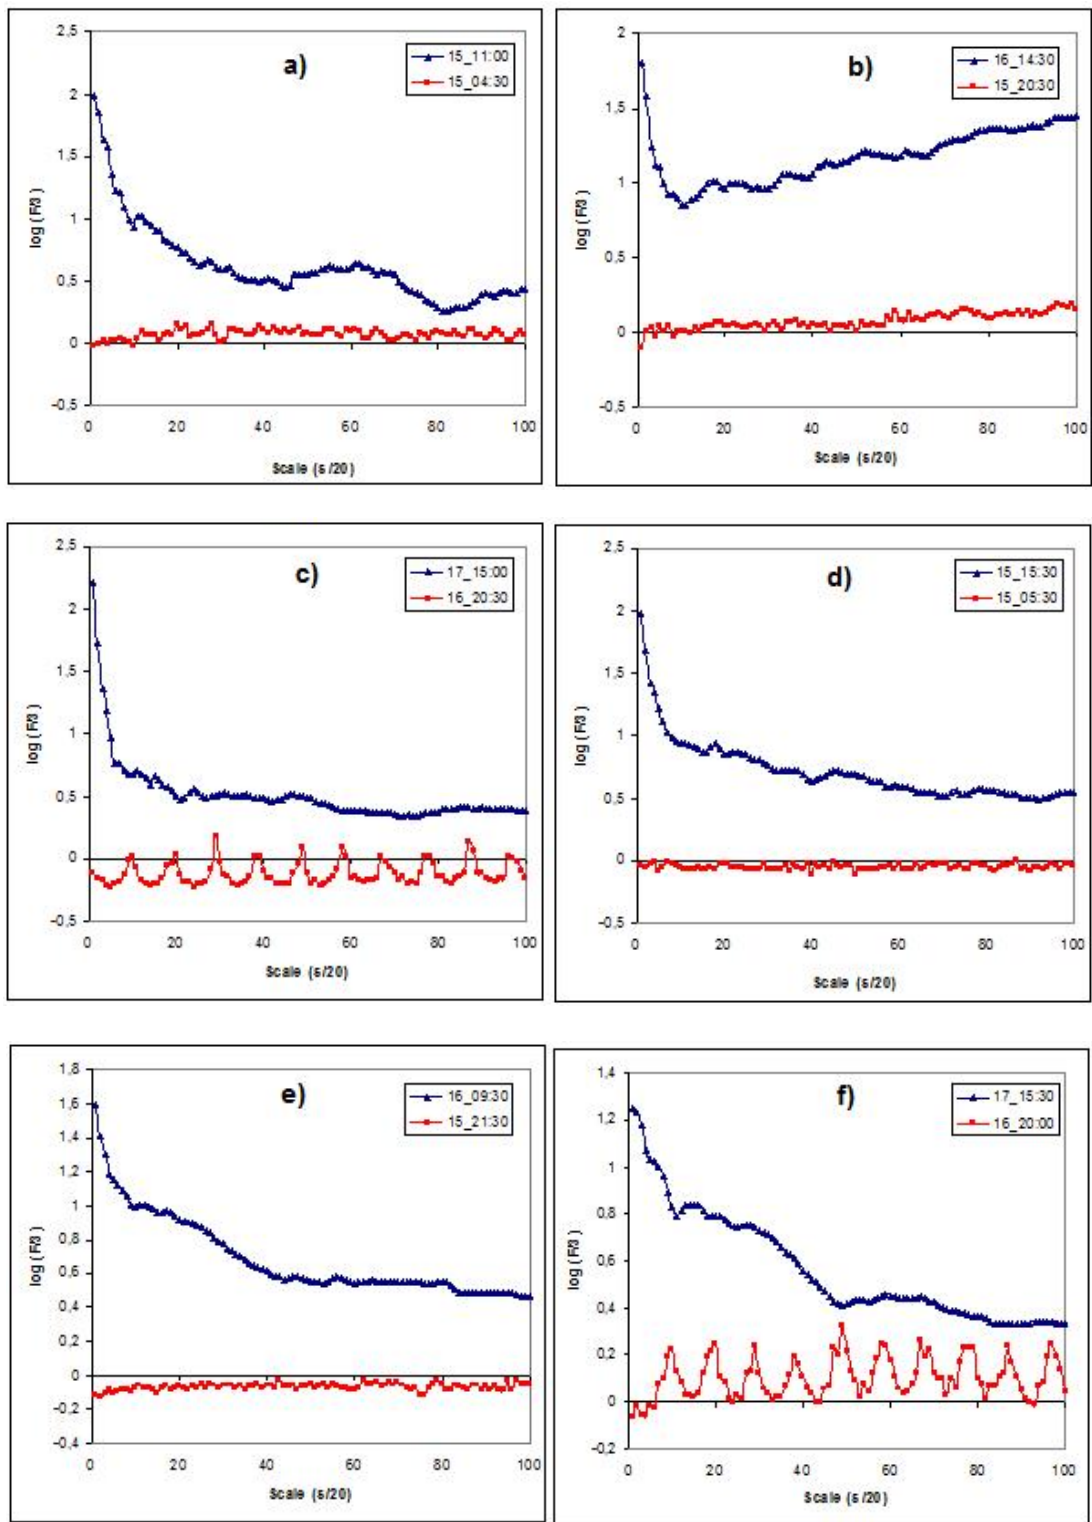 a)
15_11:00
15_04:30
2,5
2
1,5
1
0,5
0
-0,5
log (F/3)
0 20 40 60 80 100
Scale (s/20)
b)
16_14:30
15_20:30
2
1,5
1
0,5
0
-0,5
log (F/3)
0 20 40 60 80 100
Scale (s/20)
c)
17_15:00
16_20:30
2,5
2
1,5
1
0,5
0
-0,5
log (F/3)
0 20 40 60 80 100
Scale (s/20)
d)
15_15:30
15_05:30
2,5
2
1,5
1
0,5
0
-0,5
log (F/3)
0 20 40 60 80 100
Scale (s/20)
e)
16_09:30
15_21:30
1,8
1,6
1,4
1,2
1
0,8
0,6
0,4
0,2
0
-0,2
-0,4
log (F/3)
0 20 40 60 80 100
Scale (s/20)
f)
17_15:30
16_20:00
1,4
1,2
1
0,8
0,6
0,4
0,2
0
-0,2
log (F/3)
0 20 40 60 80 100
Scale (s/20)